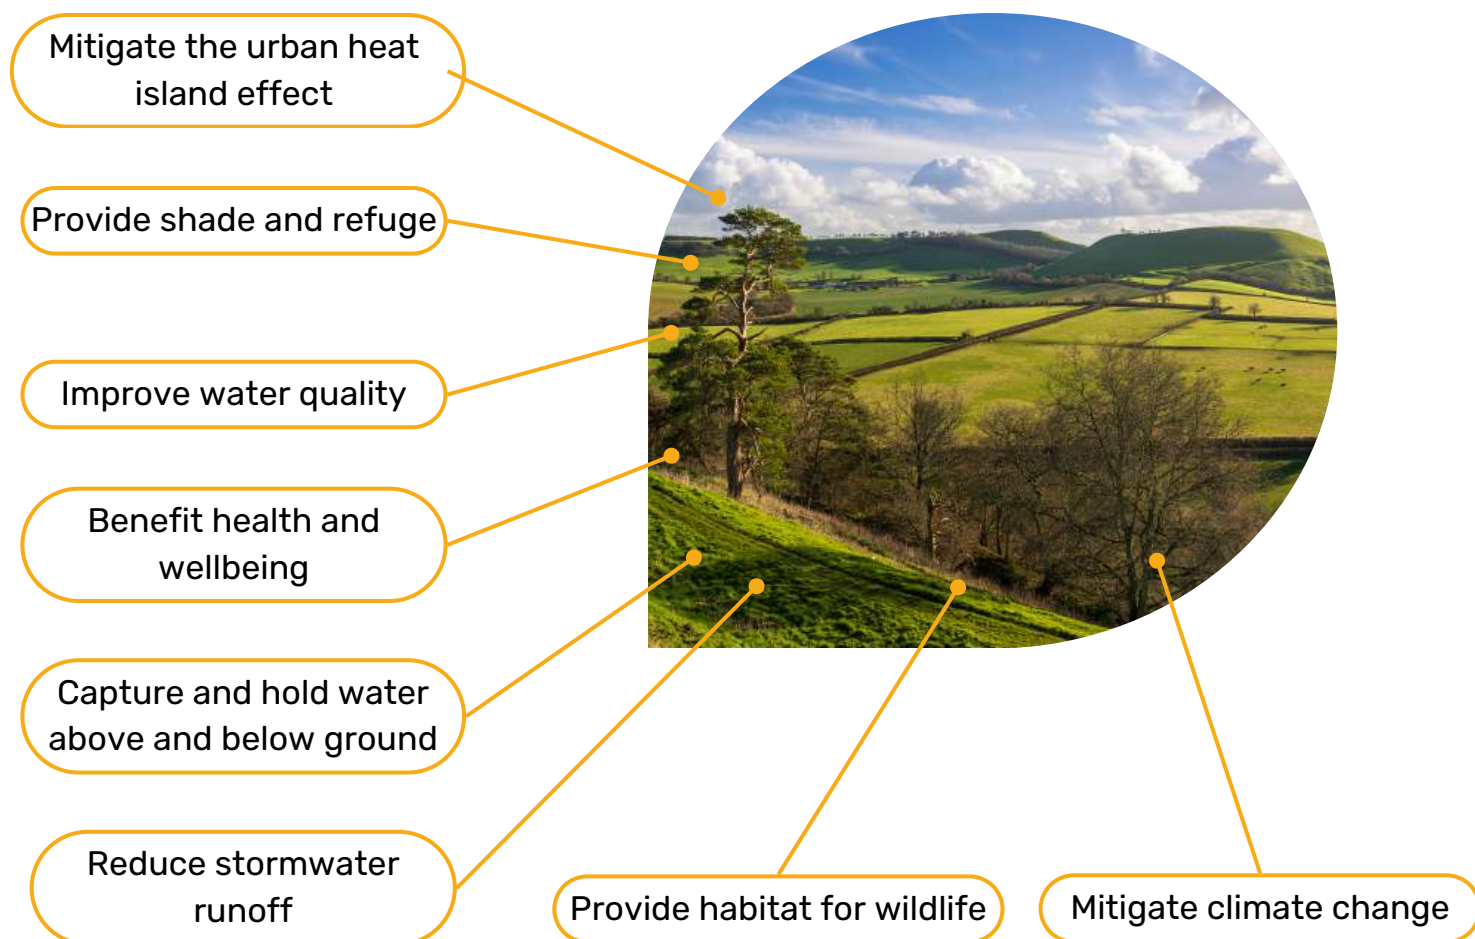 Mitigate the urban heat
island effect
Provide shade and refuge
Improve water quality
Benefit health and
wellbeing
Capture and hold water
above and below ground
Reduce stormwater
runoff
Provide habitat for wildlife
Mitigate climate change